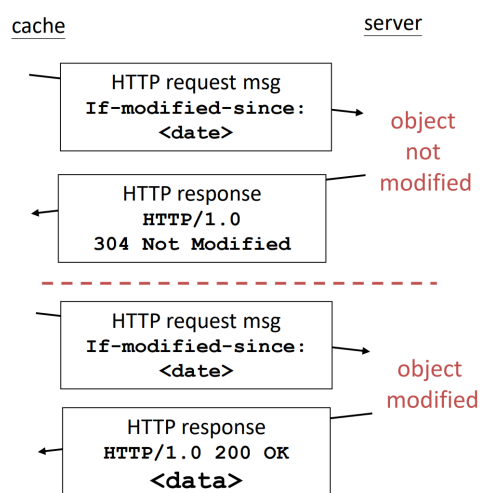 cache
server
HTTP request msg
If-modified-since:
<date>
object
not
modified
HTTP response
HTTP/1.0
304 Not Modified
HTTP request msg
If-modified-since:
<date>
object
modified
HTTP response
HTTP/1.0 200 OK
<data>